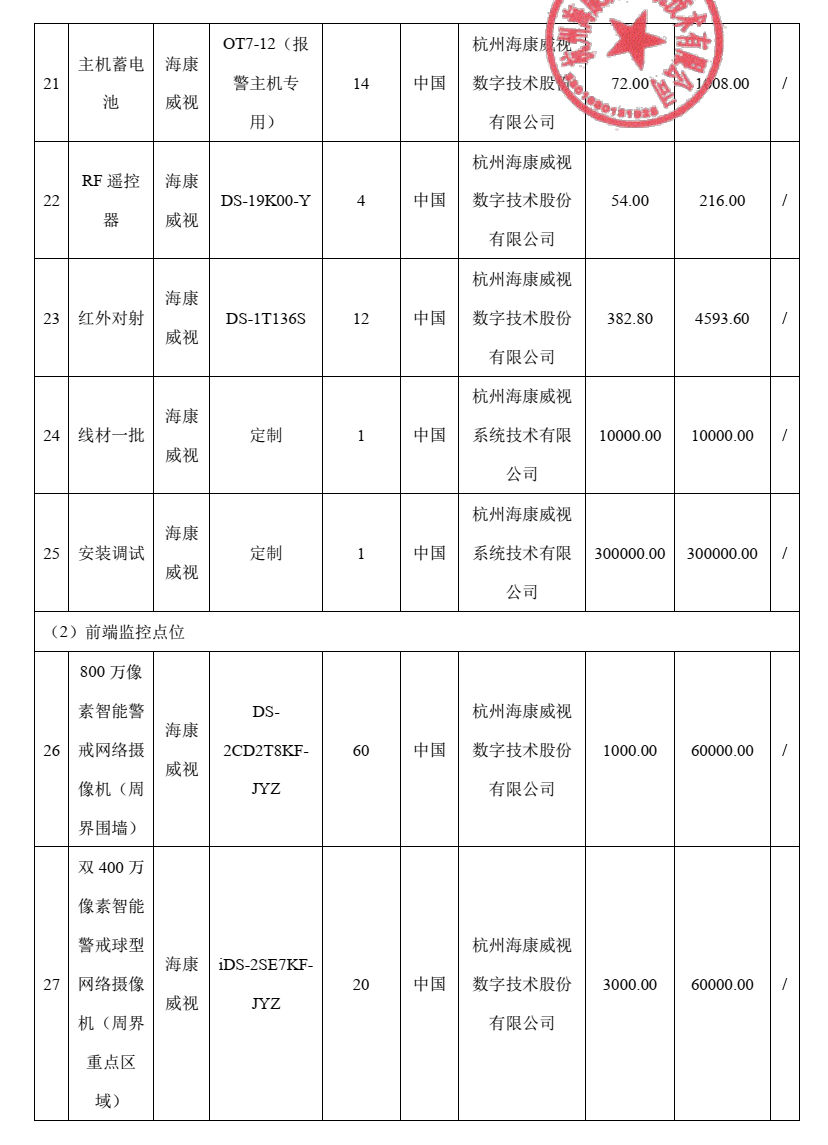 21 主机蓄电池 海康威视 OT7-12（报警主机专用） 14 中国 杭州海康威视数字技术股份有限公司 72.00 1008.00 /
22 RF 遥控器 海康威视 DS-19K00-Y 4 中国 杭州海康威视数字技术股份有限公司 54.00 216.00 /
23 红外对射 海康威视 DS-1T136S 12 中国 杭州海康威视数字技术股份有限公司 382.80 4593.60 /
24 线材一批 海康威视 定制 1 中国 杭州海康威视系统技术有限公司 10000.00 10000.00 /
25 安装调试 海康威视 定制 1 中国 杭州海康威视系统技术有限公司 300000.00 300000.00 /
（2）前端监控点位
26 800 万像素智能警戒网络摄像机（周界围墙） 海康威视 DS-2CD2T8KF-JYZ 60 中国 杭州海康威视数字技术股份有限公司 1000.00 60000.00 /
27 双 400 万像素智能警戒球型网络摄像机（周界重点区域） 海康威视 iDS-2SE7KF-JYZ 20 中国 杭州海康威视数字技术股份有限公司 3000.00 60000.00 /